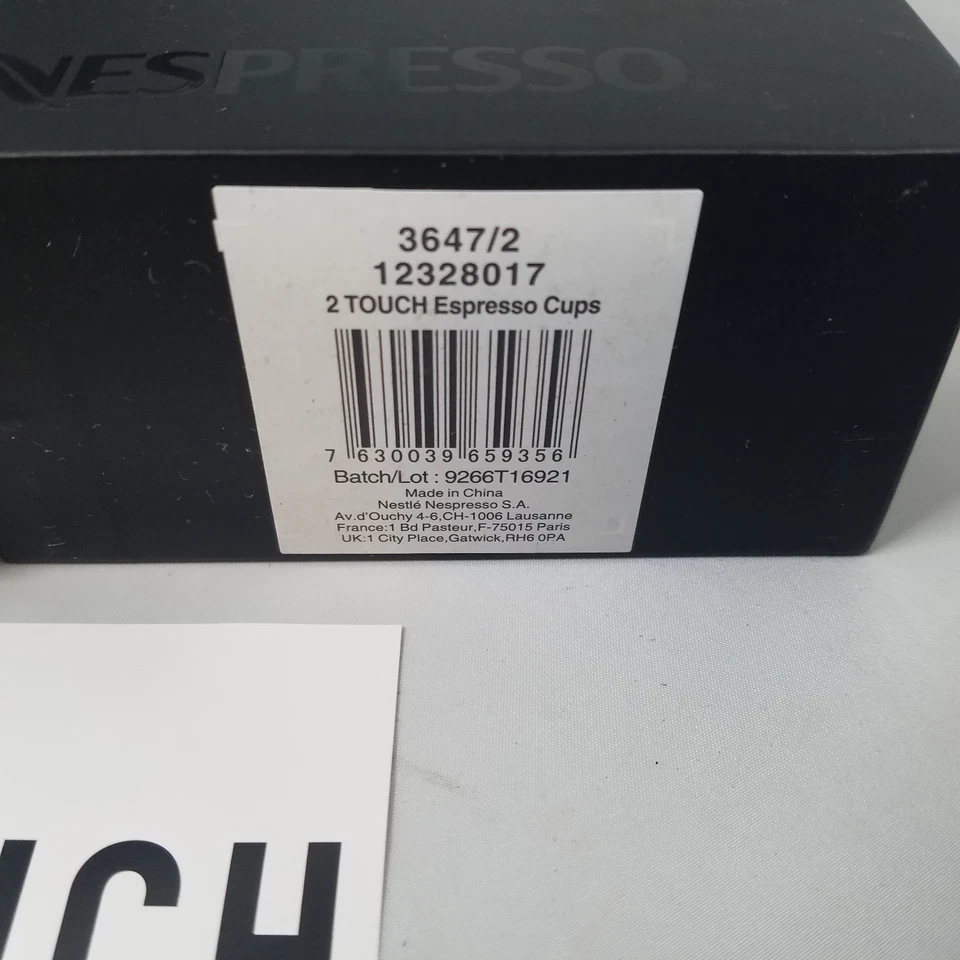 NESPRESSO.
3647/2
12328017
2 TOUCH Espresso Cups
7 630039 659356
Batch/Lot : 9266T16921
Made in China
Nestlé Nespresso S.A.
Av.d'Ouchy 4-6,CH-1006 Lausanne
France:1 Bd Pasteur,F-75015 Paris
UK:1 City Place,Gatwick,RH6 0PA
UCH